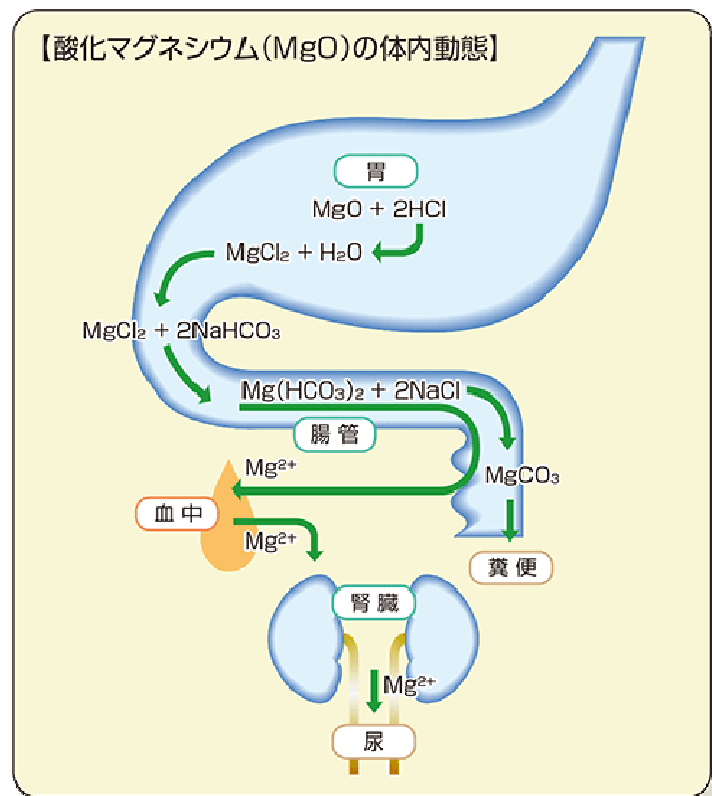 【酸化マグネシウム(MgO)の体内動態】
胃
MgO + 2HCl
MgCl₂ + H₂O
MgCl₂ + 2NaHCO₃
Mg(HCO₃)₂ + 2NaCl
腸管
Mg²⁺
MgCO₃
血中
Mg²⁺
糞便
腎臓
Mg²⁺
尿